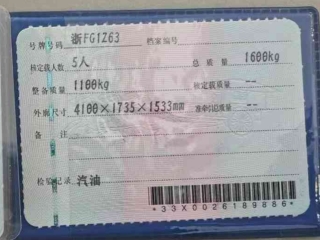 号牌号码 浙FG1Z63 档案编号
核定载人数 5人 总质量 1600kg
整备质量 1100kg 核定载质量 --
外廓尺寸 4100×1735×1533mm 准牵引总质量 --
备注
检验记录 汽油
*33X0026189886*